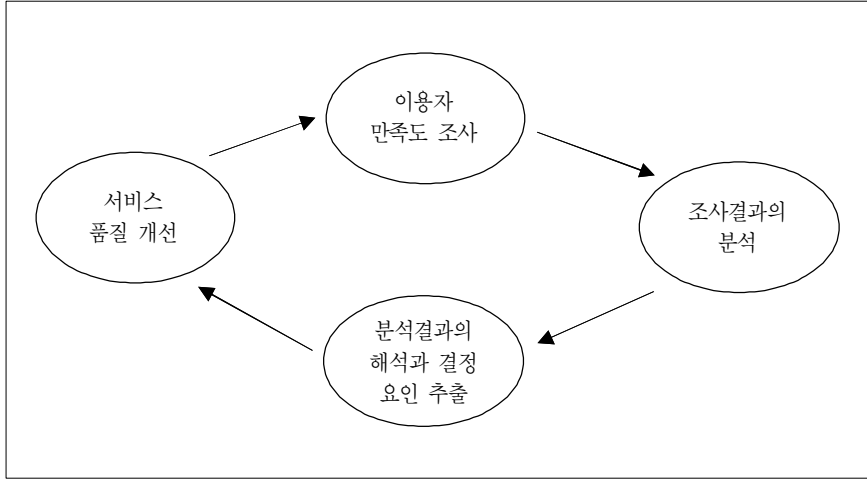 이용자
만족도 조사
서비스
품질 개선
조사결과의
분석
분석결과의
해석과 결정
요인 추출